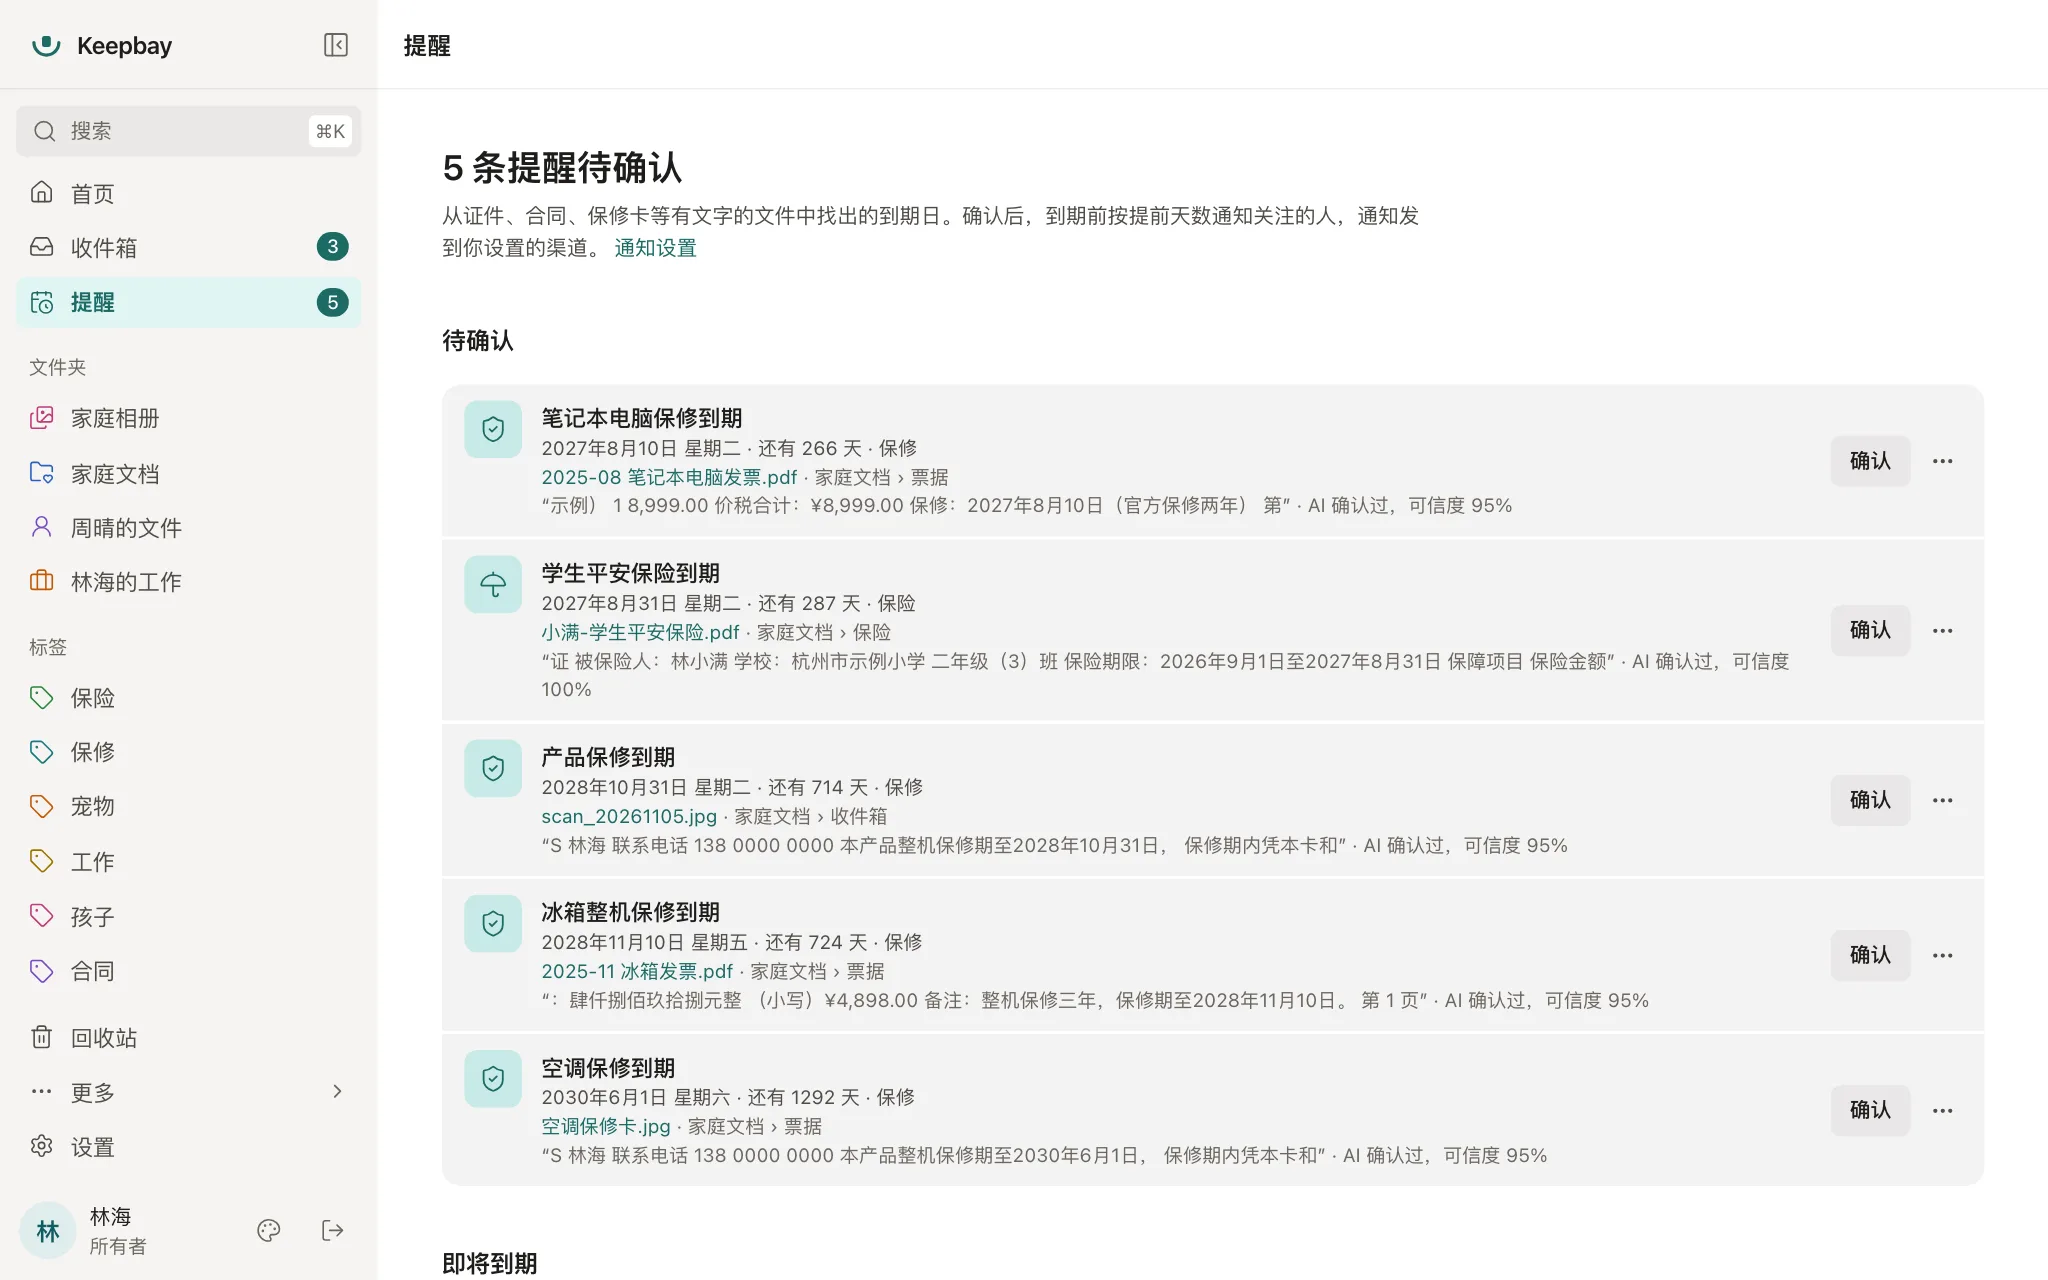 Keepbay
提醒
搜索
⌘K
首页
收件箱
3
提醒
5
文件夹
家庭相册
家庭文档
周晴的文件
林海的工作
标签
保险
保修
宠物
工作
孩子
合同
回收站
更多
设置
林
林海
所有者
5 条提醒待确认
从证件、合同、保修卡等有文字的文件中找出的到期日。确认后，到期前按提前天数通知关注的人，通知发
到你设置的渠道。 通知设置
待确认
笔记本电脑保修到期
2027年8月10日 星期二 · 还有 266 天 · 保修
2025-08 笔记本电脑发票.pdf · 家庭文档 › 票据
“示例） 1 8,999.00 价税合计：¥8,999.00 保修：2027年8月10日（官方保修两年） 第” · AI 确认过，可信度 95%
确认
学生平安保险到期
2027年8月31日 星期二 · 还有 287 天 · 保险
小满-学生平安保险.pdf · 家庭文档 › 保险
“证 被保险人：林小满 学校：杭州市示例小学 二年级（3）班 保险期限：2026年9月1日至2027年8月31日 保障项目 保险金额” · AI 确认过，可信度
100%
确认
产品保修到期
2028年10月31日 星期二 · 还有 714 天 · 保修
scan_20261105.jpg · 家庭文档 › 收件箱
“S 林海 联系电话 138 0000 0000 本产品整机保修期至2028年10月31日， 保修期内凭本卡和” · AI 确认过，可信度 95%
确认
冰箱整机保修到期
2028年11月10日 星期五 · 还有 724 天 · 保修
2025-11 冰箱发票.pdf · 家庭文档 › 票据
“：肆仟捌佰玖拾捌元整 （小写）¥4,898.00 备注：整机保修三年，保修期至2028年11月10日。 第 1 页” · AI 确认过，可信度 95%
确认
空调保修到期
2030年6月1日 星期六 · 还有 1292 天 · 保修
空调保修卡.jpg · 家庭文档 › 票据
“S 林海 联系电话 138 0000 0000 本产品整机保修期至2030年6月1日， 保修期内凭本卡和” · AI 确认过，可信度 95%
确认
即将到期